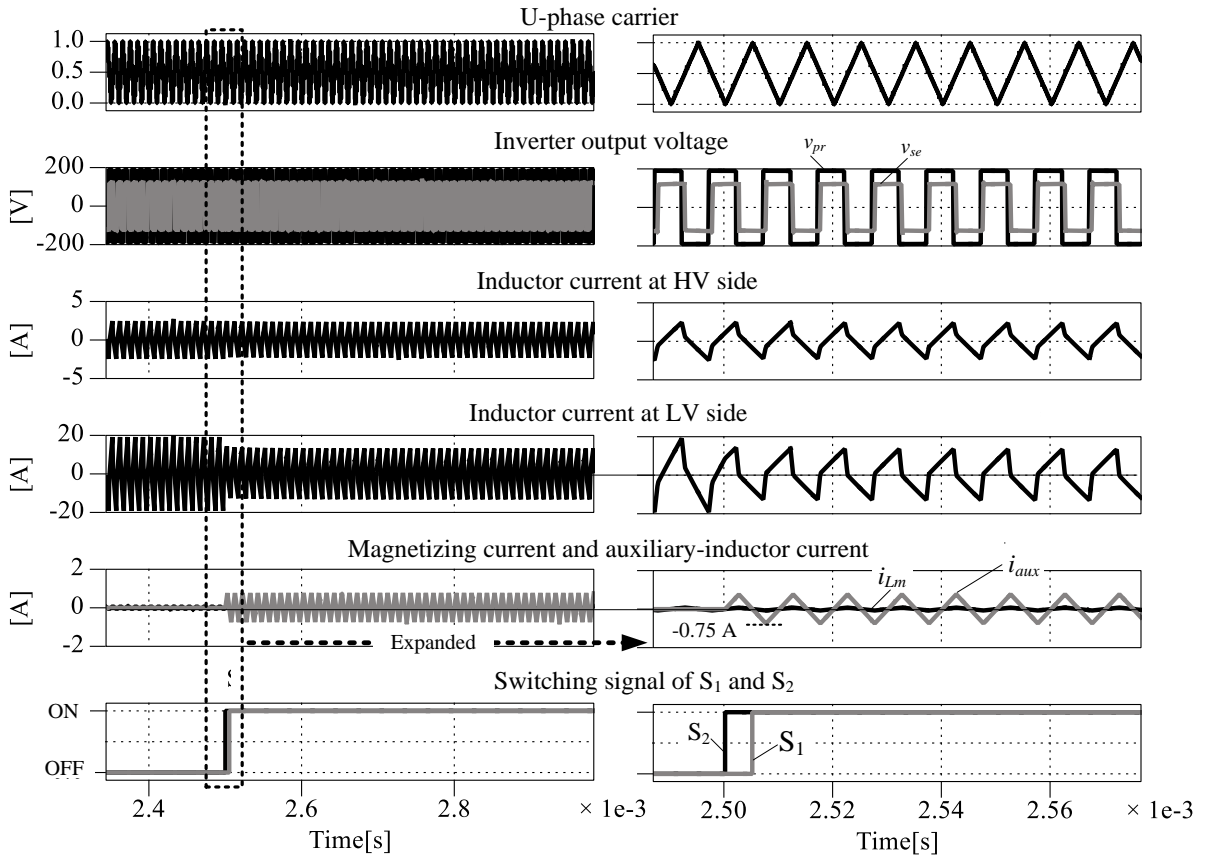 U-phase carrier
1.0
0.5
0.0
Inverter output voltage
v_pr
v_se
[V]
200
0
-200
Inductor current at HV side
[A]
5
0
-5
Inductor current at LV side
[A]
20
0
-20
Magnetizing current and auxiliary-inductor current
[A]
2
0
-2
i_Lm
i_aux
-0.75 A
Expanded
Switching signal of S₁ and S₂
ON
OFF
S₂
S₁
2.4
2.6
2.8
× 1e-3
2.50
2.52
2.54
2.56
× 1e-3
Time[s]
Time[s]